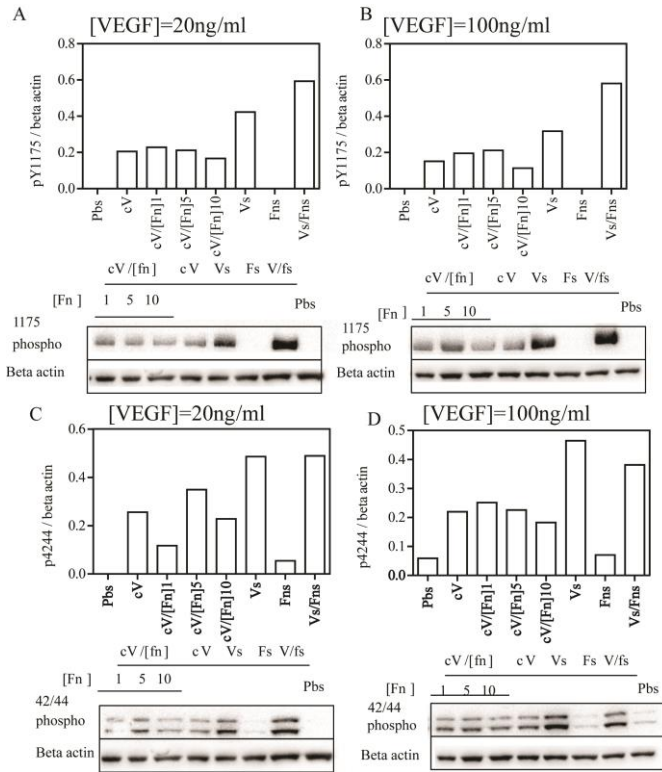 A
[VEGF]=20ng/ml
pY1175 / beta actin
0.8
0.6
0.4
0.2
0.0
Pbs
cV
cV/[Fn]1
cV/[Fn]5
cV/[Fn]10
Vs
Fns
Vs/Fns
cV /[fn] cV Vs Fs V/fs
[Fn ] 1 5 10 Pbs
1175
phospho
Beta actin
B
[VEGF]=100ng/ml
pY1175 / beta actin
0.8
0.6
0.4
0.2
0.0
Pbs
cV
cV/[Fn]1
cV/[Fn]5
cV/[Fn]10
Vs
Fns
Vs/Fns
cV /[fn] cV Vs Fs V/fs
[Fn ] 1 5 10 Pbs
1175
phospho
Beta actin
C
[VEGF]=20ng/ml
p4244 / beta actin
0.6
0.4
0.2
0.0
Pbs
cV
cV/[Fn]1
cV/[Fn]5
cV/[Fn]10
Vs
Fns
Vs/Fns
cV /[fn] cV Vs Fs V/fs
[Fn] 1 5 10 Pbs
42/44
phospho
Beta actin
D
[VEGF]=100ng/ml
p4244 / beta actin
0.5
0.4
0.3
0.2
0.1
0.0
Pbs
cV
cV/[Fn]1
cV/[Fn]5
cV/[Fn]10
Vs
Fns
Vs/Fns
cV /[fn] cV Vs Fs V/fs
[Fn] 1 5 10 Pbs
42/44
phospho
Beta actin